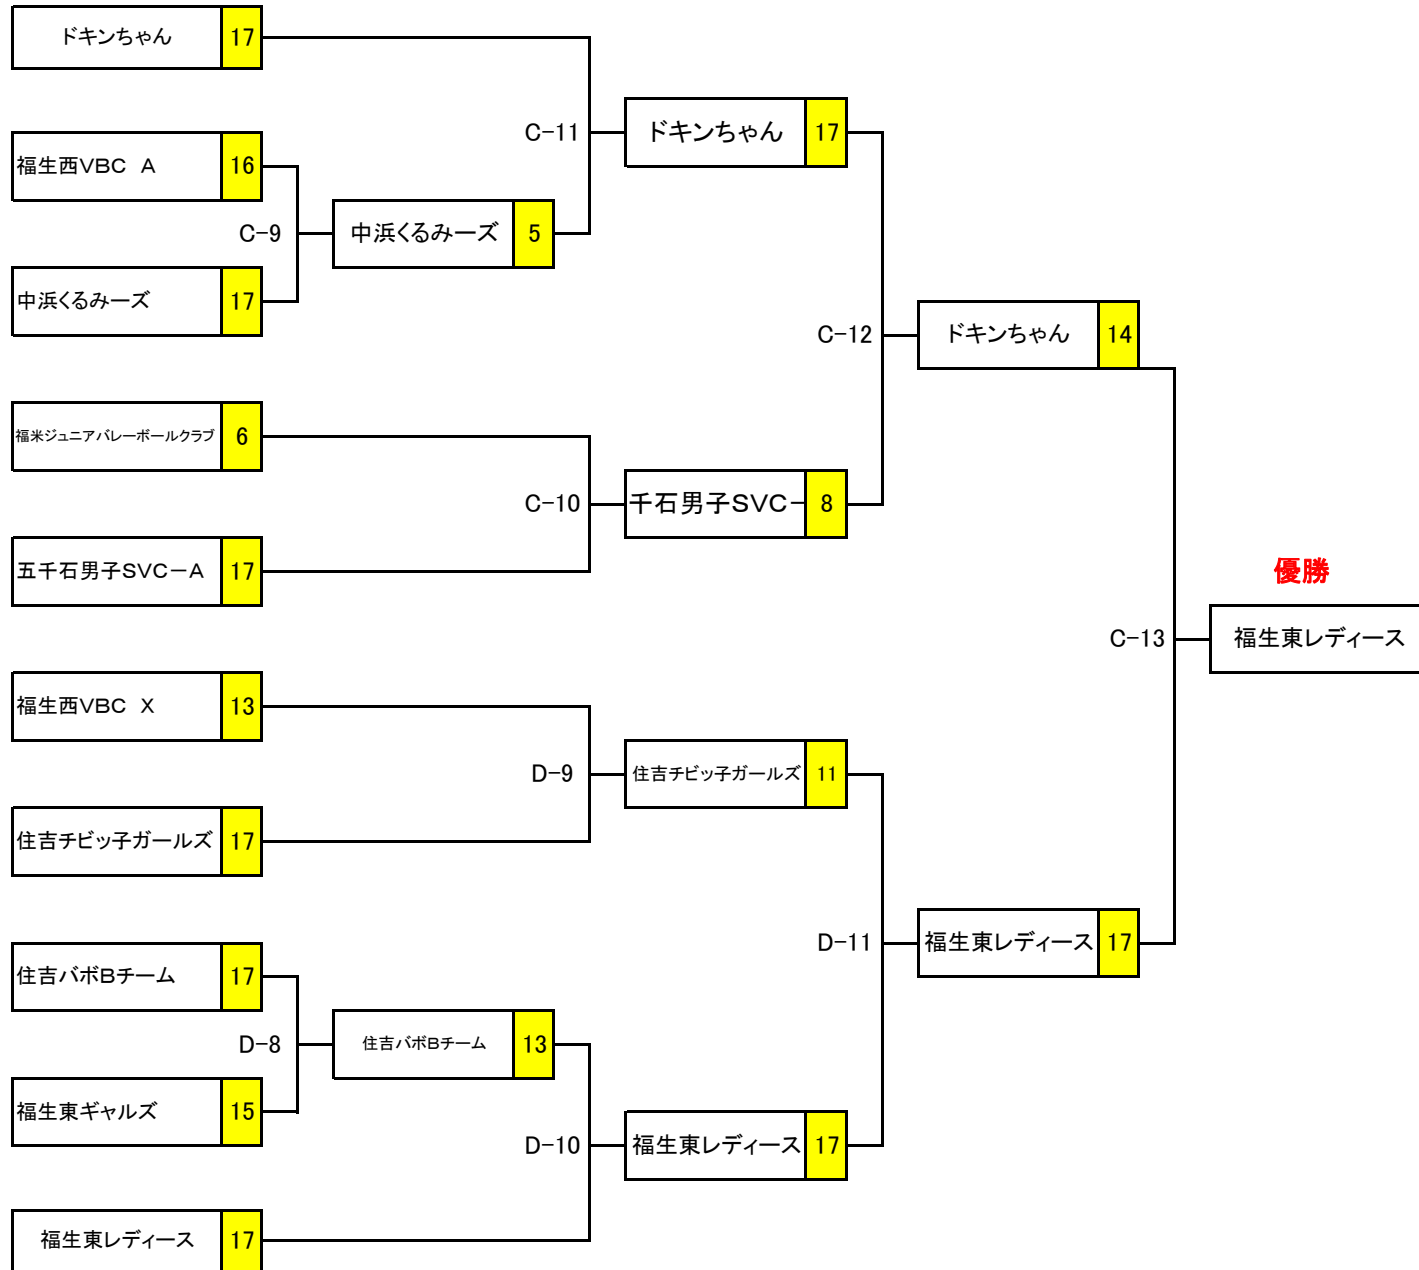 ドキンちゃん 17
C-11
ドキンちゃん 17
福生西VBC A 16
C-9
中浜くるみーズ 5
中浜くるみーズ 17
C-12
ドキンちゃん 14
福米ジュニアバレーボールクラブ 6
C-10
千石男子SVC- 8
五千石男子SVC-A 17
優勝
C-13
福生東レディース
福生西VBC X 13
D-9
住吉チビッ子ガールズ 11
住吉チビッ子ガールズ 17
D-11
福生東レディース 17
住吉バボBチーム 17
D-8
住吉バボBチーム 13
福生東ギャルズ 15
D-10
福生東レディース 17
福生東レディース 17